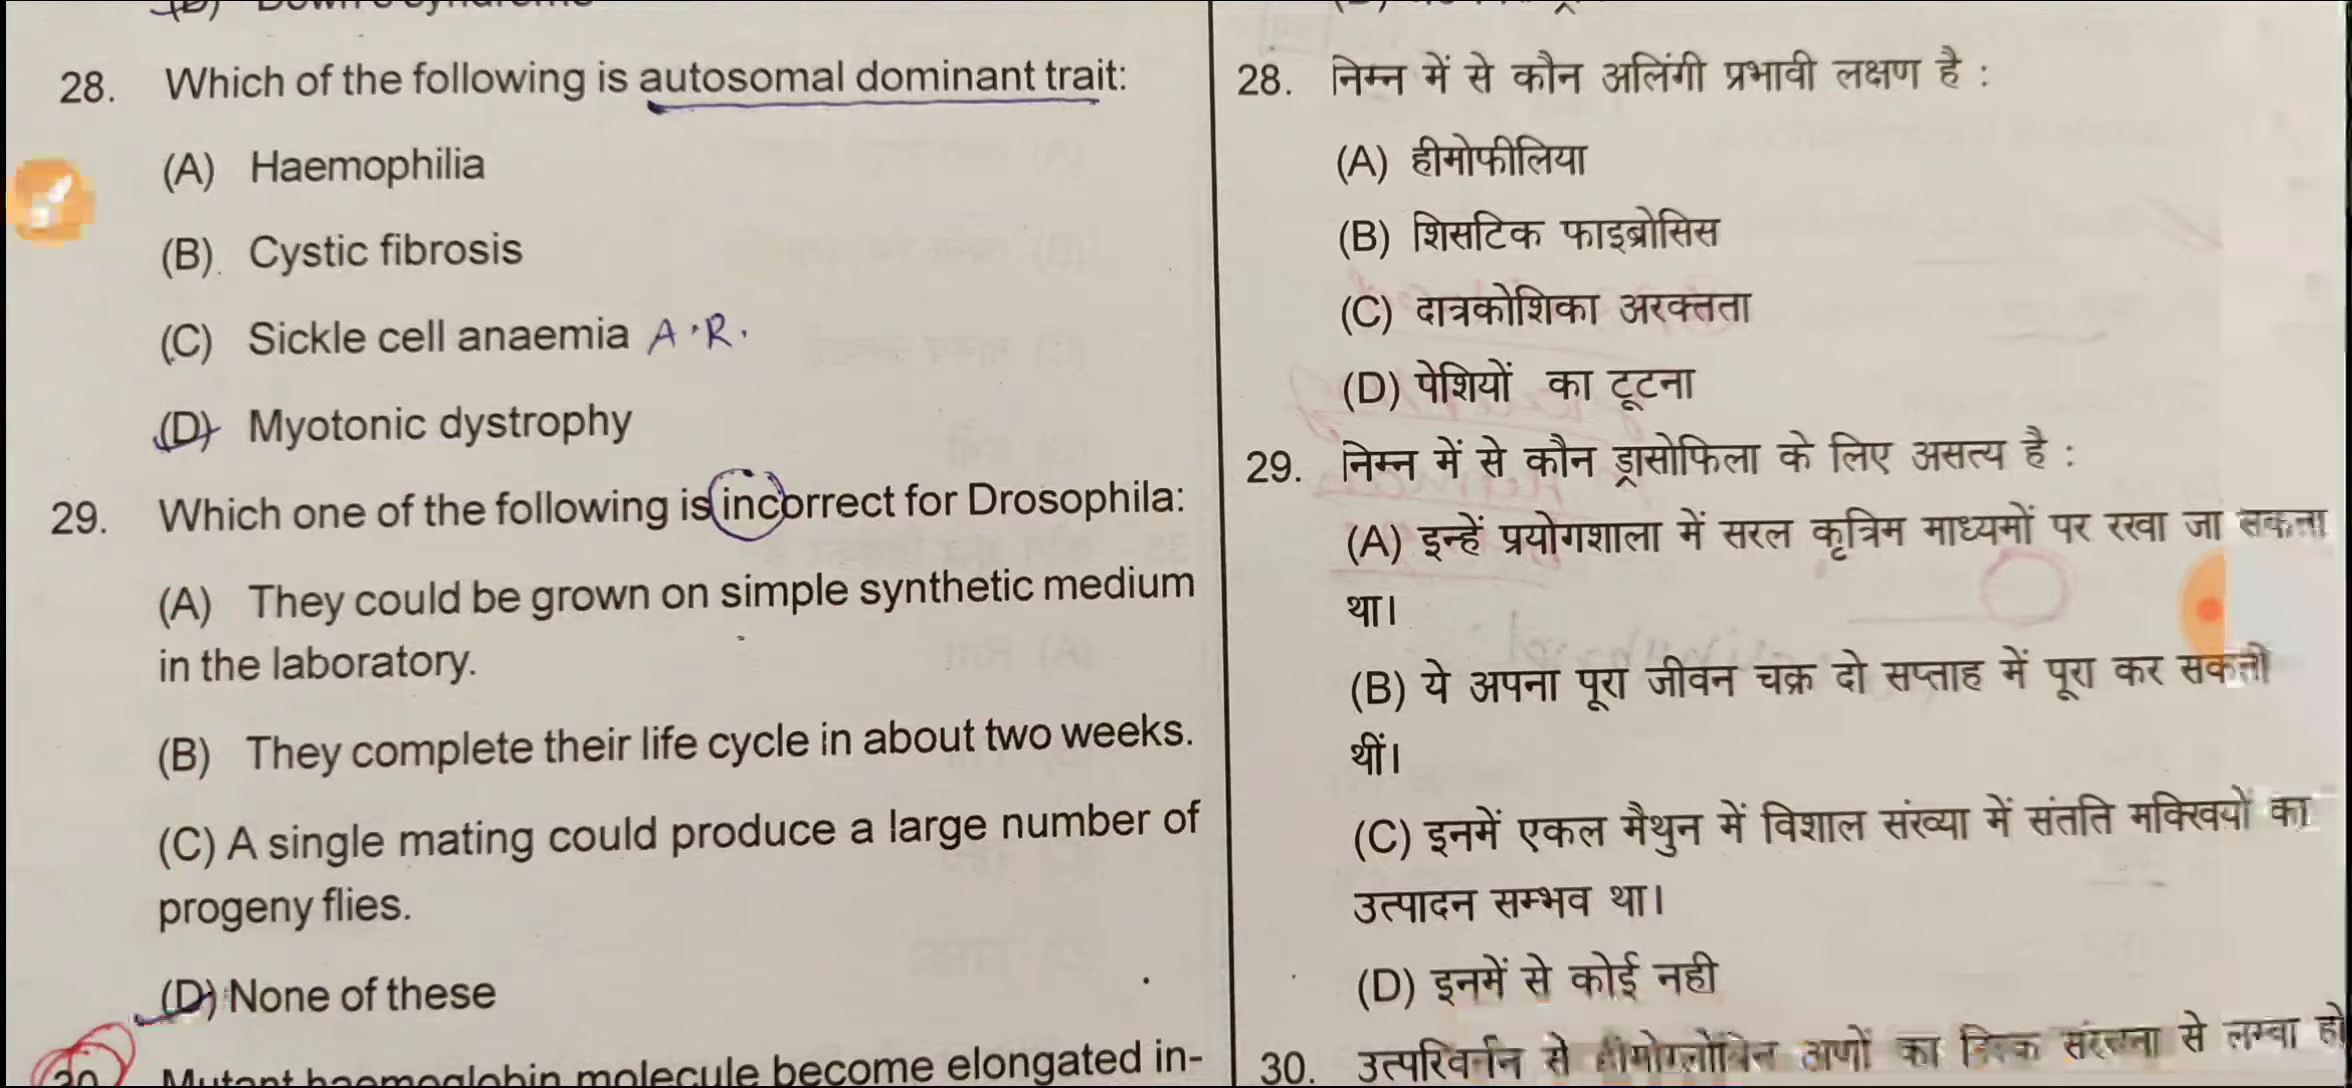 28. Which of the following is autosomal dominant trait:
(A) Haemophilia
(B) Cystic fibrosis
(C) Sickle cell anaemia A.R.
(D) Myotonic dystrophy
29. Which one of the following is incorrect for Drosophila:
(A) They could be grown on simple synthetic medium
in the laboratory.
(B) They complete their life cycle in about two weeks.
(C) A single mating could produce a large number of
progeny flies.
(D) None of these
30 Mutant haemoglobin molecule become elongated in-
28. निम्न में से कौन अलिंगी प्रभावी लक्षण है :
(A) हीमोफीलिया
(B) शिसटिक फाइब्रोसिस
(C) दात्रकोशिका अरक्तता
(D) पेशियों का टूटना
29. निम्न में से कौन ड्रासोफिला के लिए असत्य है :
(A) इन्हें प्रयोगशाला में सरल कृत्रिम माध्यमों पर रखा जा सकता
था।
(B) ये अपना पूरा जीवन चक्र दो सप्ताह में पूरा कर सकती
थीं।
(C) इनमें एकल मैथुन में विशाल संख्या में संतति मक्खियों का
उत्पादन सम्भव था।
(D) इनमें से कोई नही
30. उत्परिवर्तन से हीमोग्लोबिन का संरचना से लम्बा हो